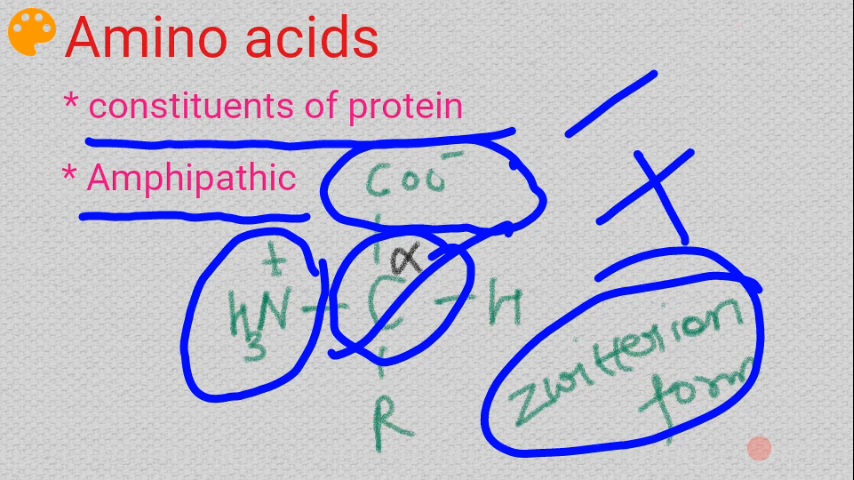 Amino acids
* constituents of protein
* Amphipathic
COO⁻
α
H₃N⁺ – C – H
R
Zwitterion
form
− +